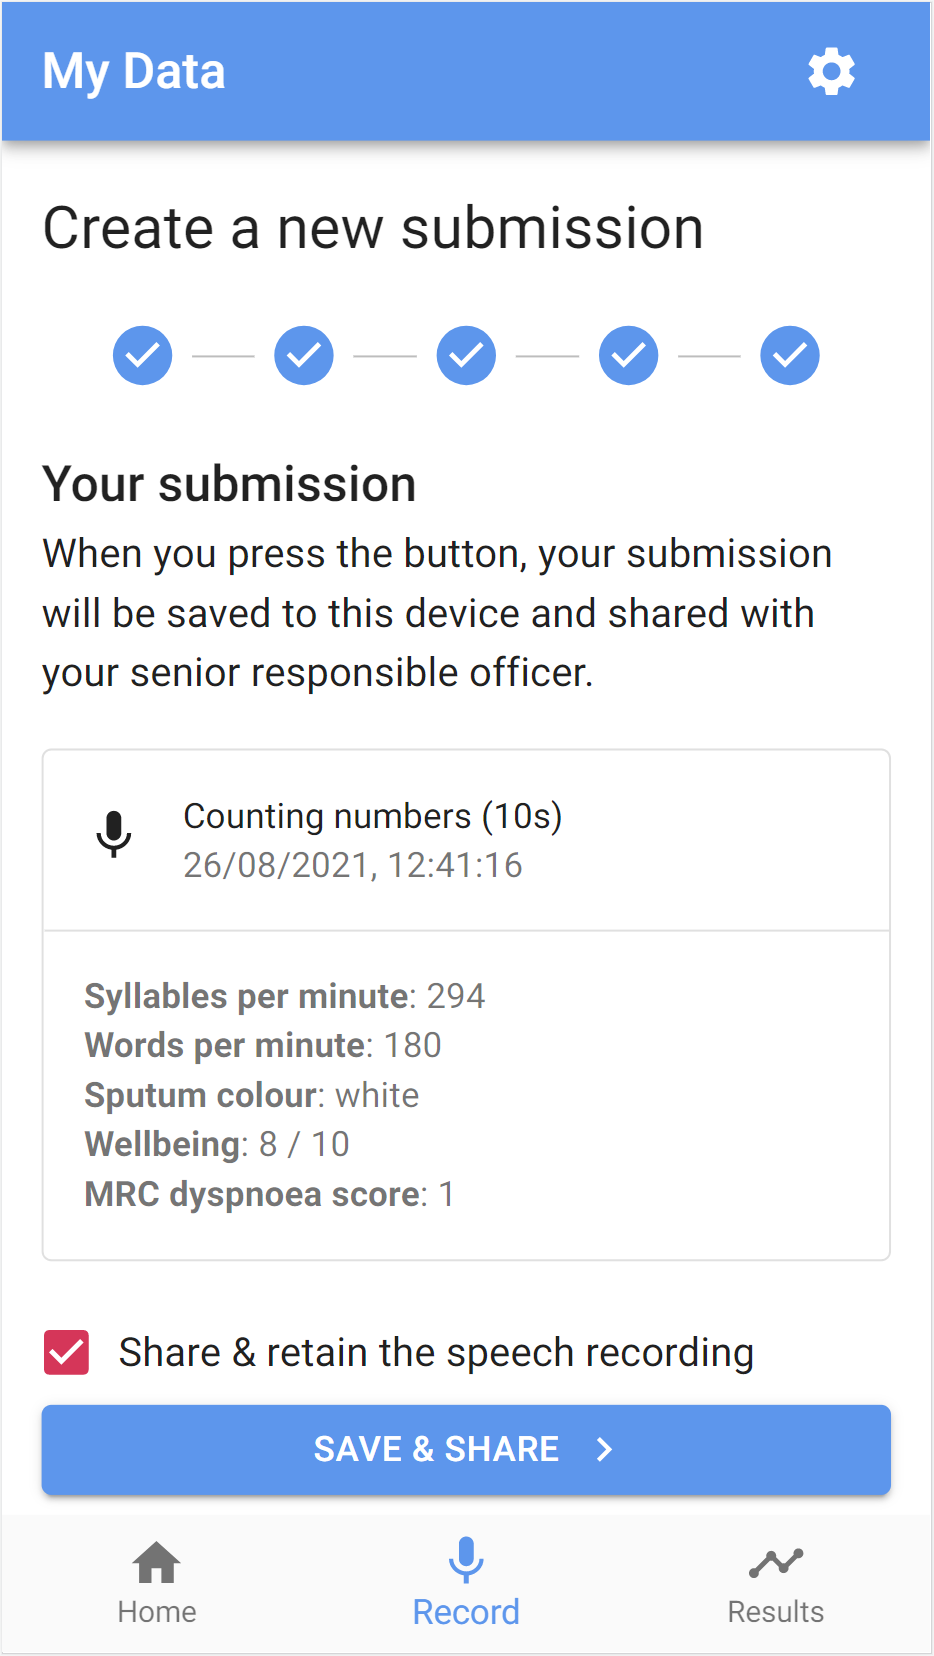 My Data
Create a new submission
Your submission
When you press the button, your submission
will be saved to this device and shared with
your senior responsible officer.
Counting numbers (10s)
26/08/2021, 12:41:16
Syllables per minute: 294
Words per minute: 180
Sputum colour: white
Wellbeing: 8 / 10
MRC dyspnoea score: 1
Share & retain the speech recording
SAVE & SHARE
Home
Record
Results